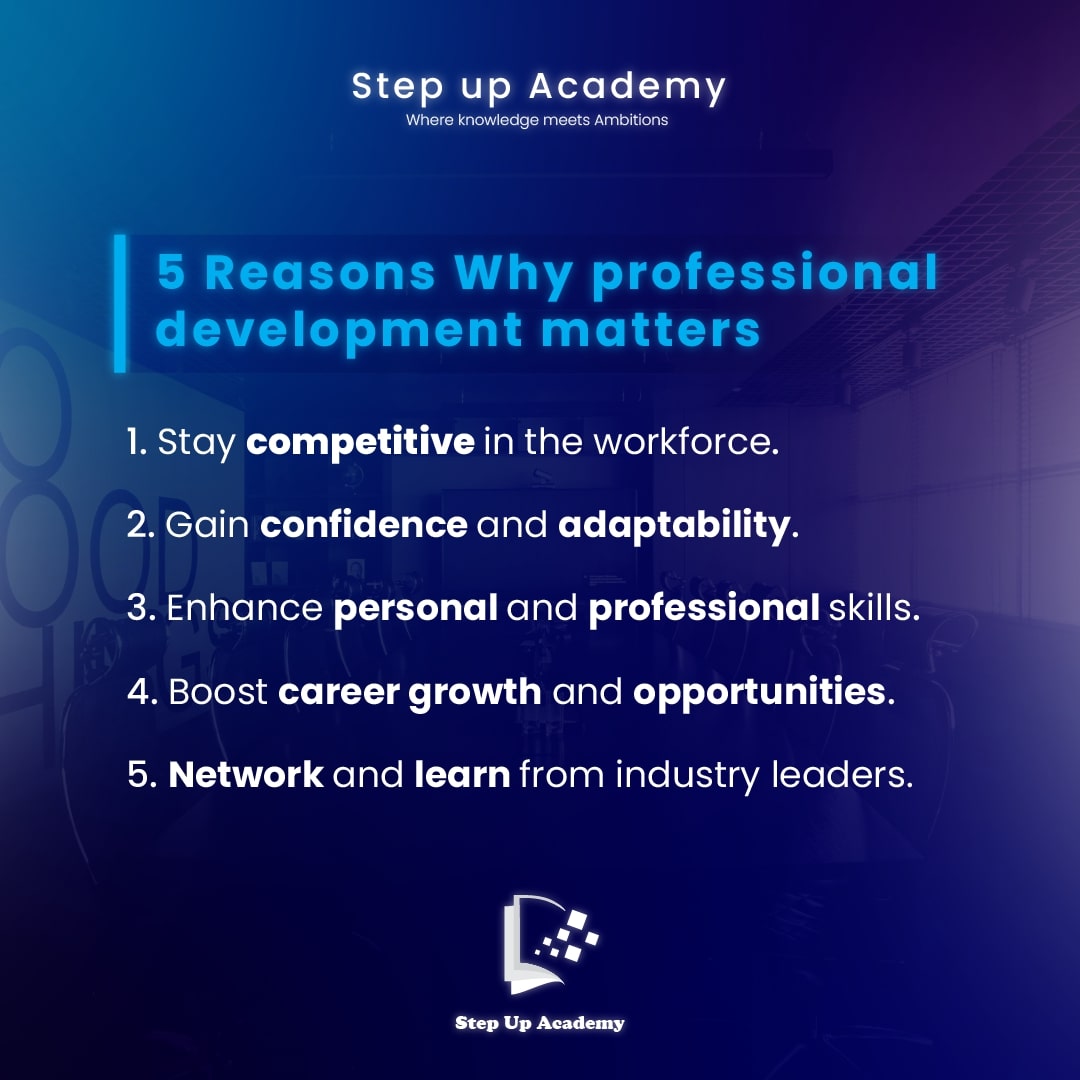 Step up Academy
Where knowledge meets Ambitions
5 Reasons Why professional
development matters
1. Stay competitive in the workforce.
2. Gain confidence and adaptability.
3. Enhance personal and professional skills.
4. Boost career growth and opportunities.
5. Network and learn from industry leaders.
Step Up Academy